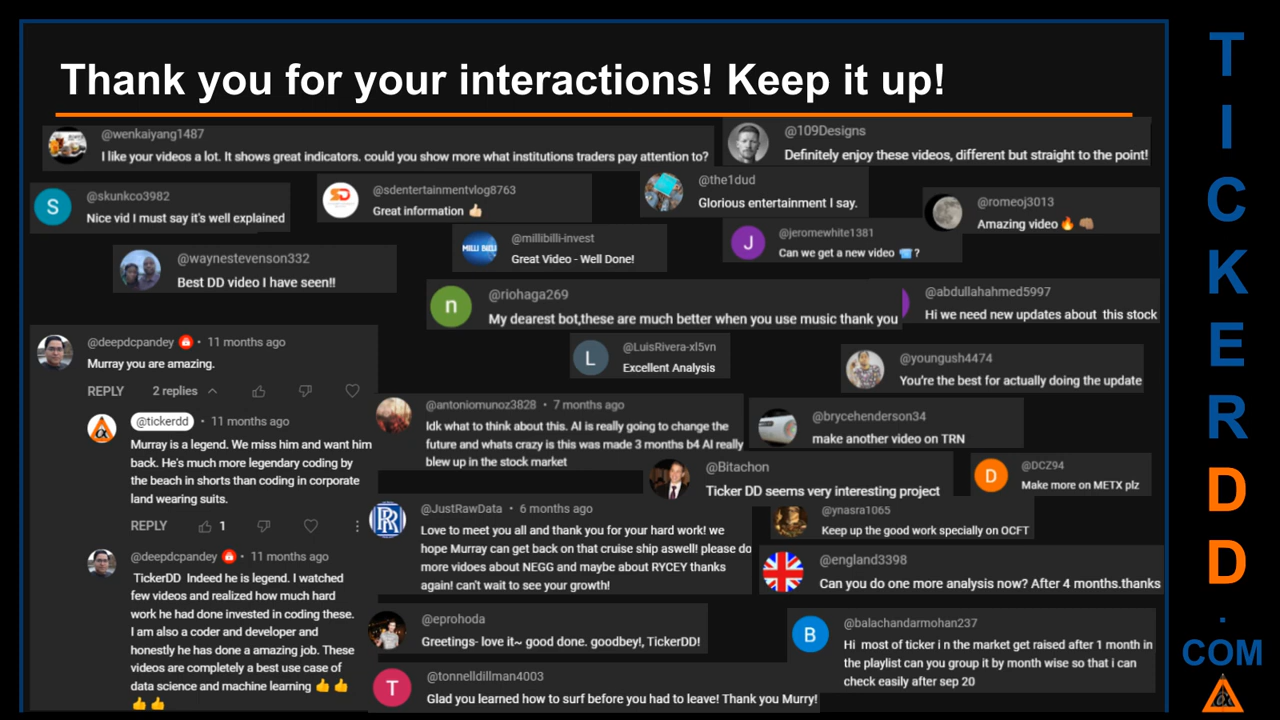 Thank you for your interactions! Keep it up!
@wenkaiyang1487
I like your videos a lot. It shows great indicators. could you show more what institutions traders pay attention to?
@109Designs
Definitely enjoy these videos, different but straight to the point!
@skunkco3982
Nice vid I must say it's well explained
@sdentertainmentvlog8763
Great information 👍🏻
@the1dud
Glorious entertainment I say.
@romeoj3013
Amazing video 🔥 👊🏽
@waynestevenson332
Best DD video I have seen!!
MILLI BILLI
@millibilli-invest
Great Video - Well Done!
J
@jeromewhite1381
Can we get a new video ?
n
@riohaga269
My dearest bot,these are much better when you use music thank you
@abdullahahmed5997
Hi we need new updates about this stock
S
SD
L
@LuisRivera-xl5vn
Excellent Analysis
@youngush4474
You're the best for actually doing the update
@deepdcpandey • 11 months ago
Murray you are amazing.
REPLY 2 replies
@tickerdd • 11 months ago
Murray is a legend. We miss him and want him
back. He's much more legendary coding by
the beach in shorts than coding in corporate
land wearing suits.
REPLY 1
@deepdcpandey • 11 months ago
TickerDD Indeed he is legend. I watched
few videos and realized how much hard
work he had done invested in coding these.
I am also a coder and developer and
honestly he has done a amazing job. These
videos are completely a best use case of
data science and machine learning 👍 👍
👍 👍
@antoniomunoz3828 • 7 months ago
Idk what to think about this. AI is really going to change the
future and whats crazy is this was made 3 months b4 AI really
blew up in the stock market
@brycehenderson34
make another video on TRN
@Bitachon
Ticker DD seems very interesting project
D
@DCZ94
Make more on METX plz
RR
@JustRawData • 6 months ago
Love to meet you all and thank you for your hard work! we
hope Murray can get back on that cruise ship aswell! please do
more vidoes about NEGG and maybe about RYCEY thanks
again! can't wait to see your growth!
@ynasra1065
Keep up the good work specially on OCFT
@england3398
Can you do one more analysis now? After 4 months.thanks
@eprohoda
Greetings- love it~ good done. goodbey!, TickerDD!
B
@balachandarmohan237
Hi most of ticker i n the market get raised after 1 month in
the playlist can you group it by month wise so that i can
check easily after sep 20
T
@tonnelldillman4003
Glad you learned how to surf before you had to leave! Thank you Murry!
T
I
C
K
E
R
D
D
.
COM